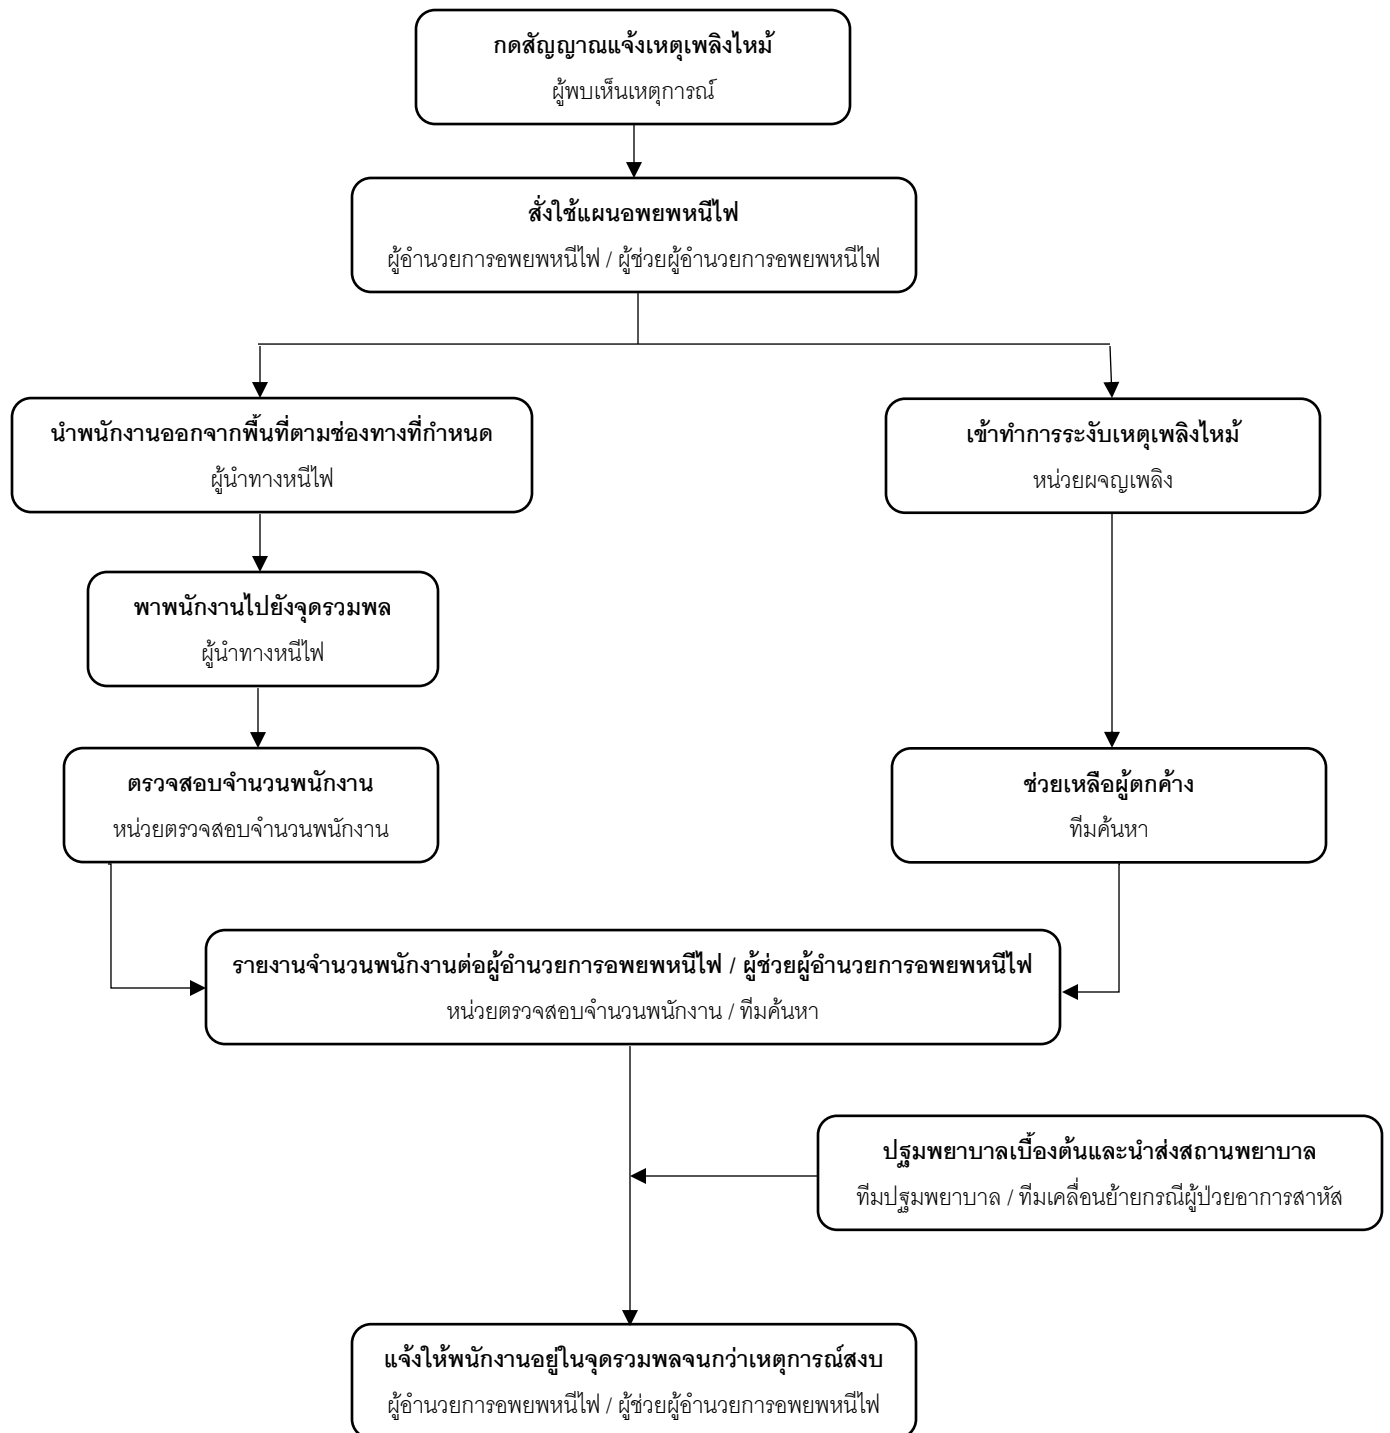 กดสัญญาณแจ้งเหตุเพลิงไหม้
ผู้พบเห็นเหตุการณ์
สั่งใช้แผนอพยพหนีไฟ
ผู้อำนวยการอพยพหนีไฟ / ผู้ช่วยผู้อำนวยการอพยพหนีไฟ
นำพนักงานออกจากพื้นที่ตามช่องทางที่กำหนด
ผู้นำทางหนีไฟ
เข้าทำการระงับเหตุเพลิงไหม้
หน่วยผจญเพลิง
พาพนักงานไปยังจุดรวมพล
ผู้นำทางหนีไฟ
ตรวจสอบจำนวนพนักงาน
หน่วยตรวจสอบจำนวนพนักงาน
ช่วยเหลือผู้ตกค้าง
ทีมค้นหา
รายงานจำนวนพนักงานต่อผู้อำนวยการอพยพหนีไฟ / ผู้ช่วยผู้อำนวยการอพยพหนีไฟ
หน่วยตรวจสอบจำนวนพนักงาน / ทีมค้นหา
ปฐมพยาบาลเบื้องต้นและนำส่งสถานพยาบาล
ทีมปฐมพยาบาล / ทีมเคลื่อนย้ายกรณีผู้ป่วยอาการสาหัส
แจ้งให้พนักงานอยู่ในจุดรวมพลจนกว่าเหตุการณ์สงบ
ผู้อำนวยการอพยพหนีไฟ / ผู้ช่วยผู้อำนวยการอพยพหนีไฟ